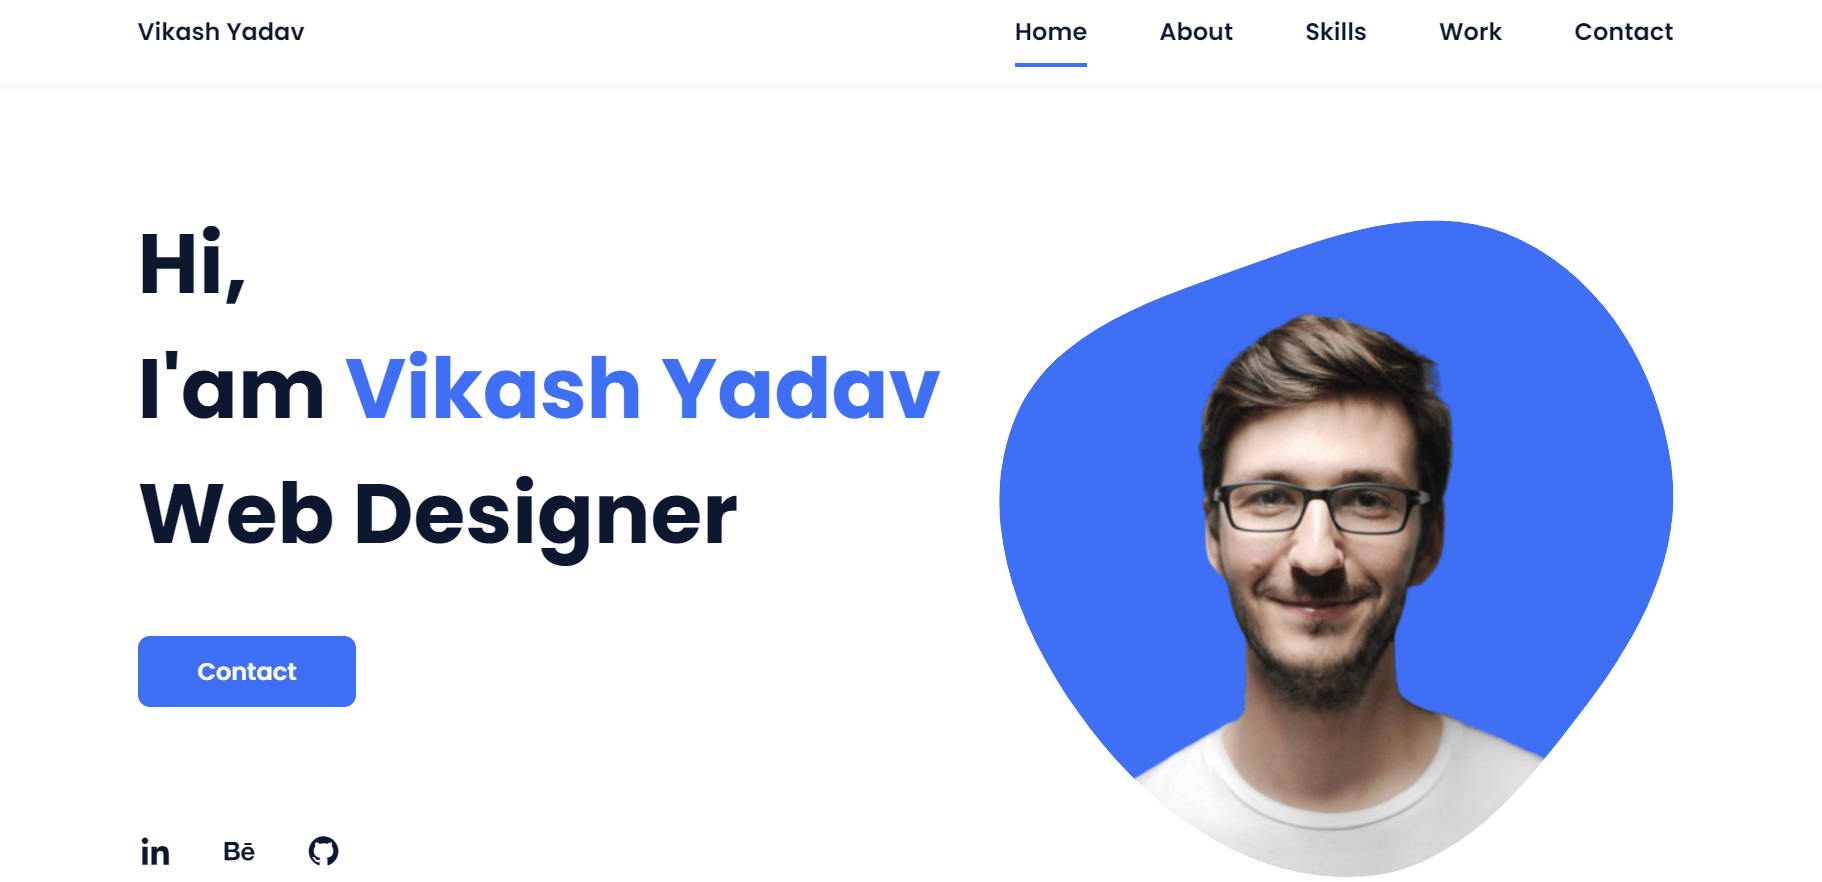 Vikash Yadav
Home About Skills Work Contact
Hi,
I'am Vikash Yadav
Web Designer
Contact
in Bē